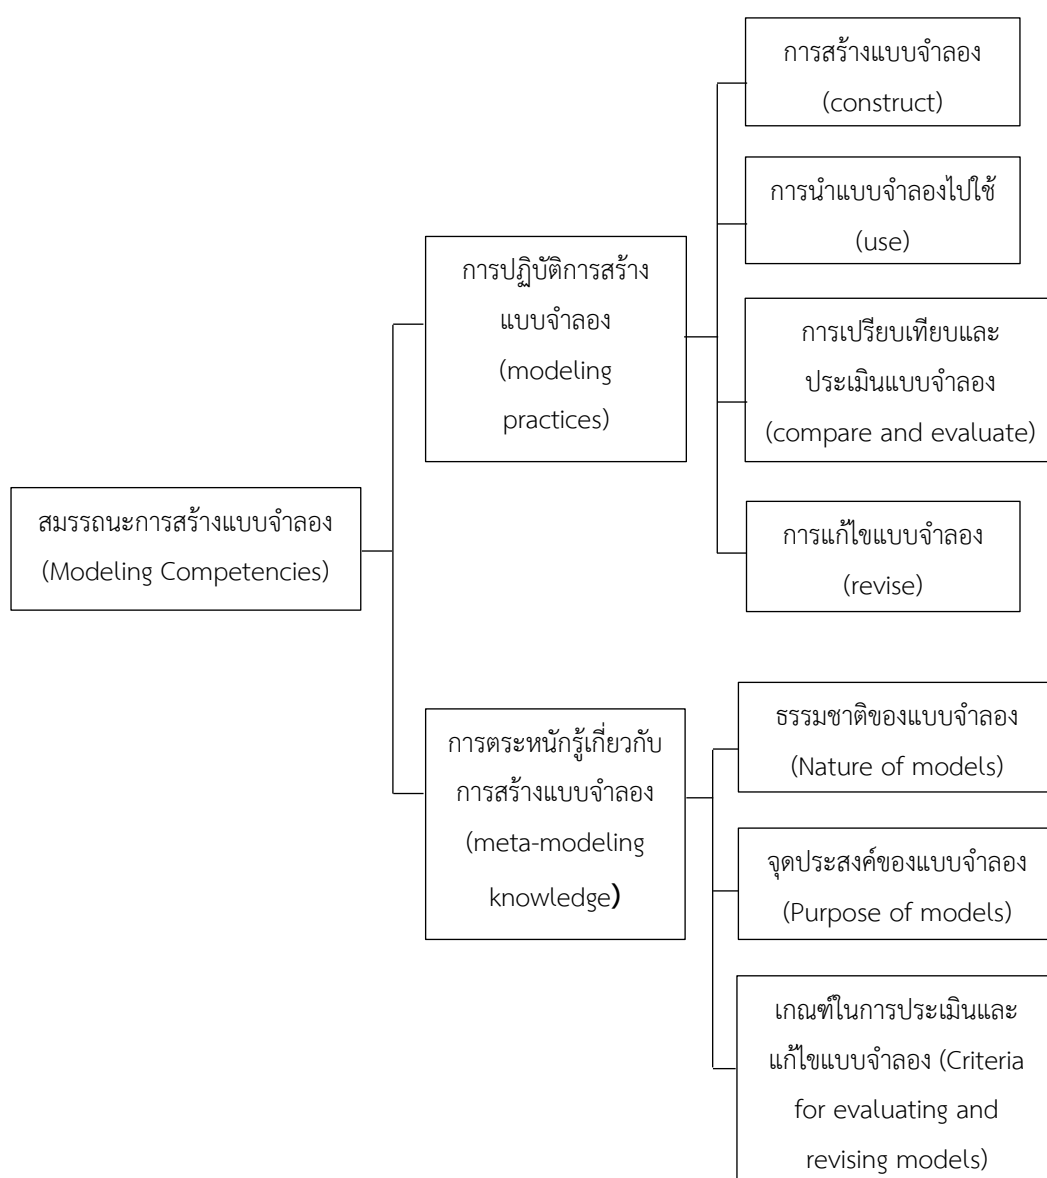 การสร้างแบบจำลอง
(construct)
การนำแบบจำลองไปใช้
(use)
การปฏิบัติการสร้าง
แบบจำลอง
(modeling
practices)
การเปรียบเทียบและ
ประเมินแบบจำลอง
(compare and evaluate)
สมรรถนะการสร้างแบบจำลอง
(Modeling Competencies)
การแก้ไขแบบจำลอง
(revise)
การตระหนักรู้เกี่ยวกับ
การสร้างแบบจำลอง
(meta-modeling
knowledge)
ธรรมชาติของแบบจำลอง
(Nature of models)
จุดประสงค์ของแบบจำลอง
(Purpose of models)
เกณฑ์ในการประเมินและ
แก้ไขแบบจำลอง (Criteria
for evaluating and
revising models)